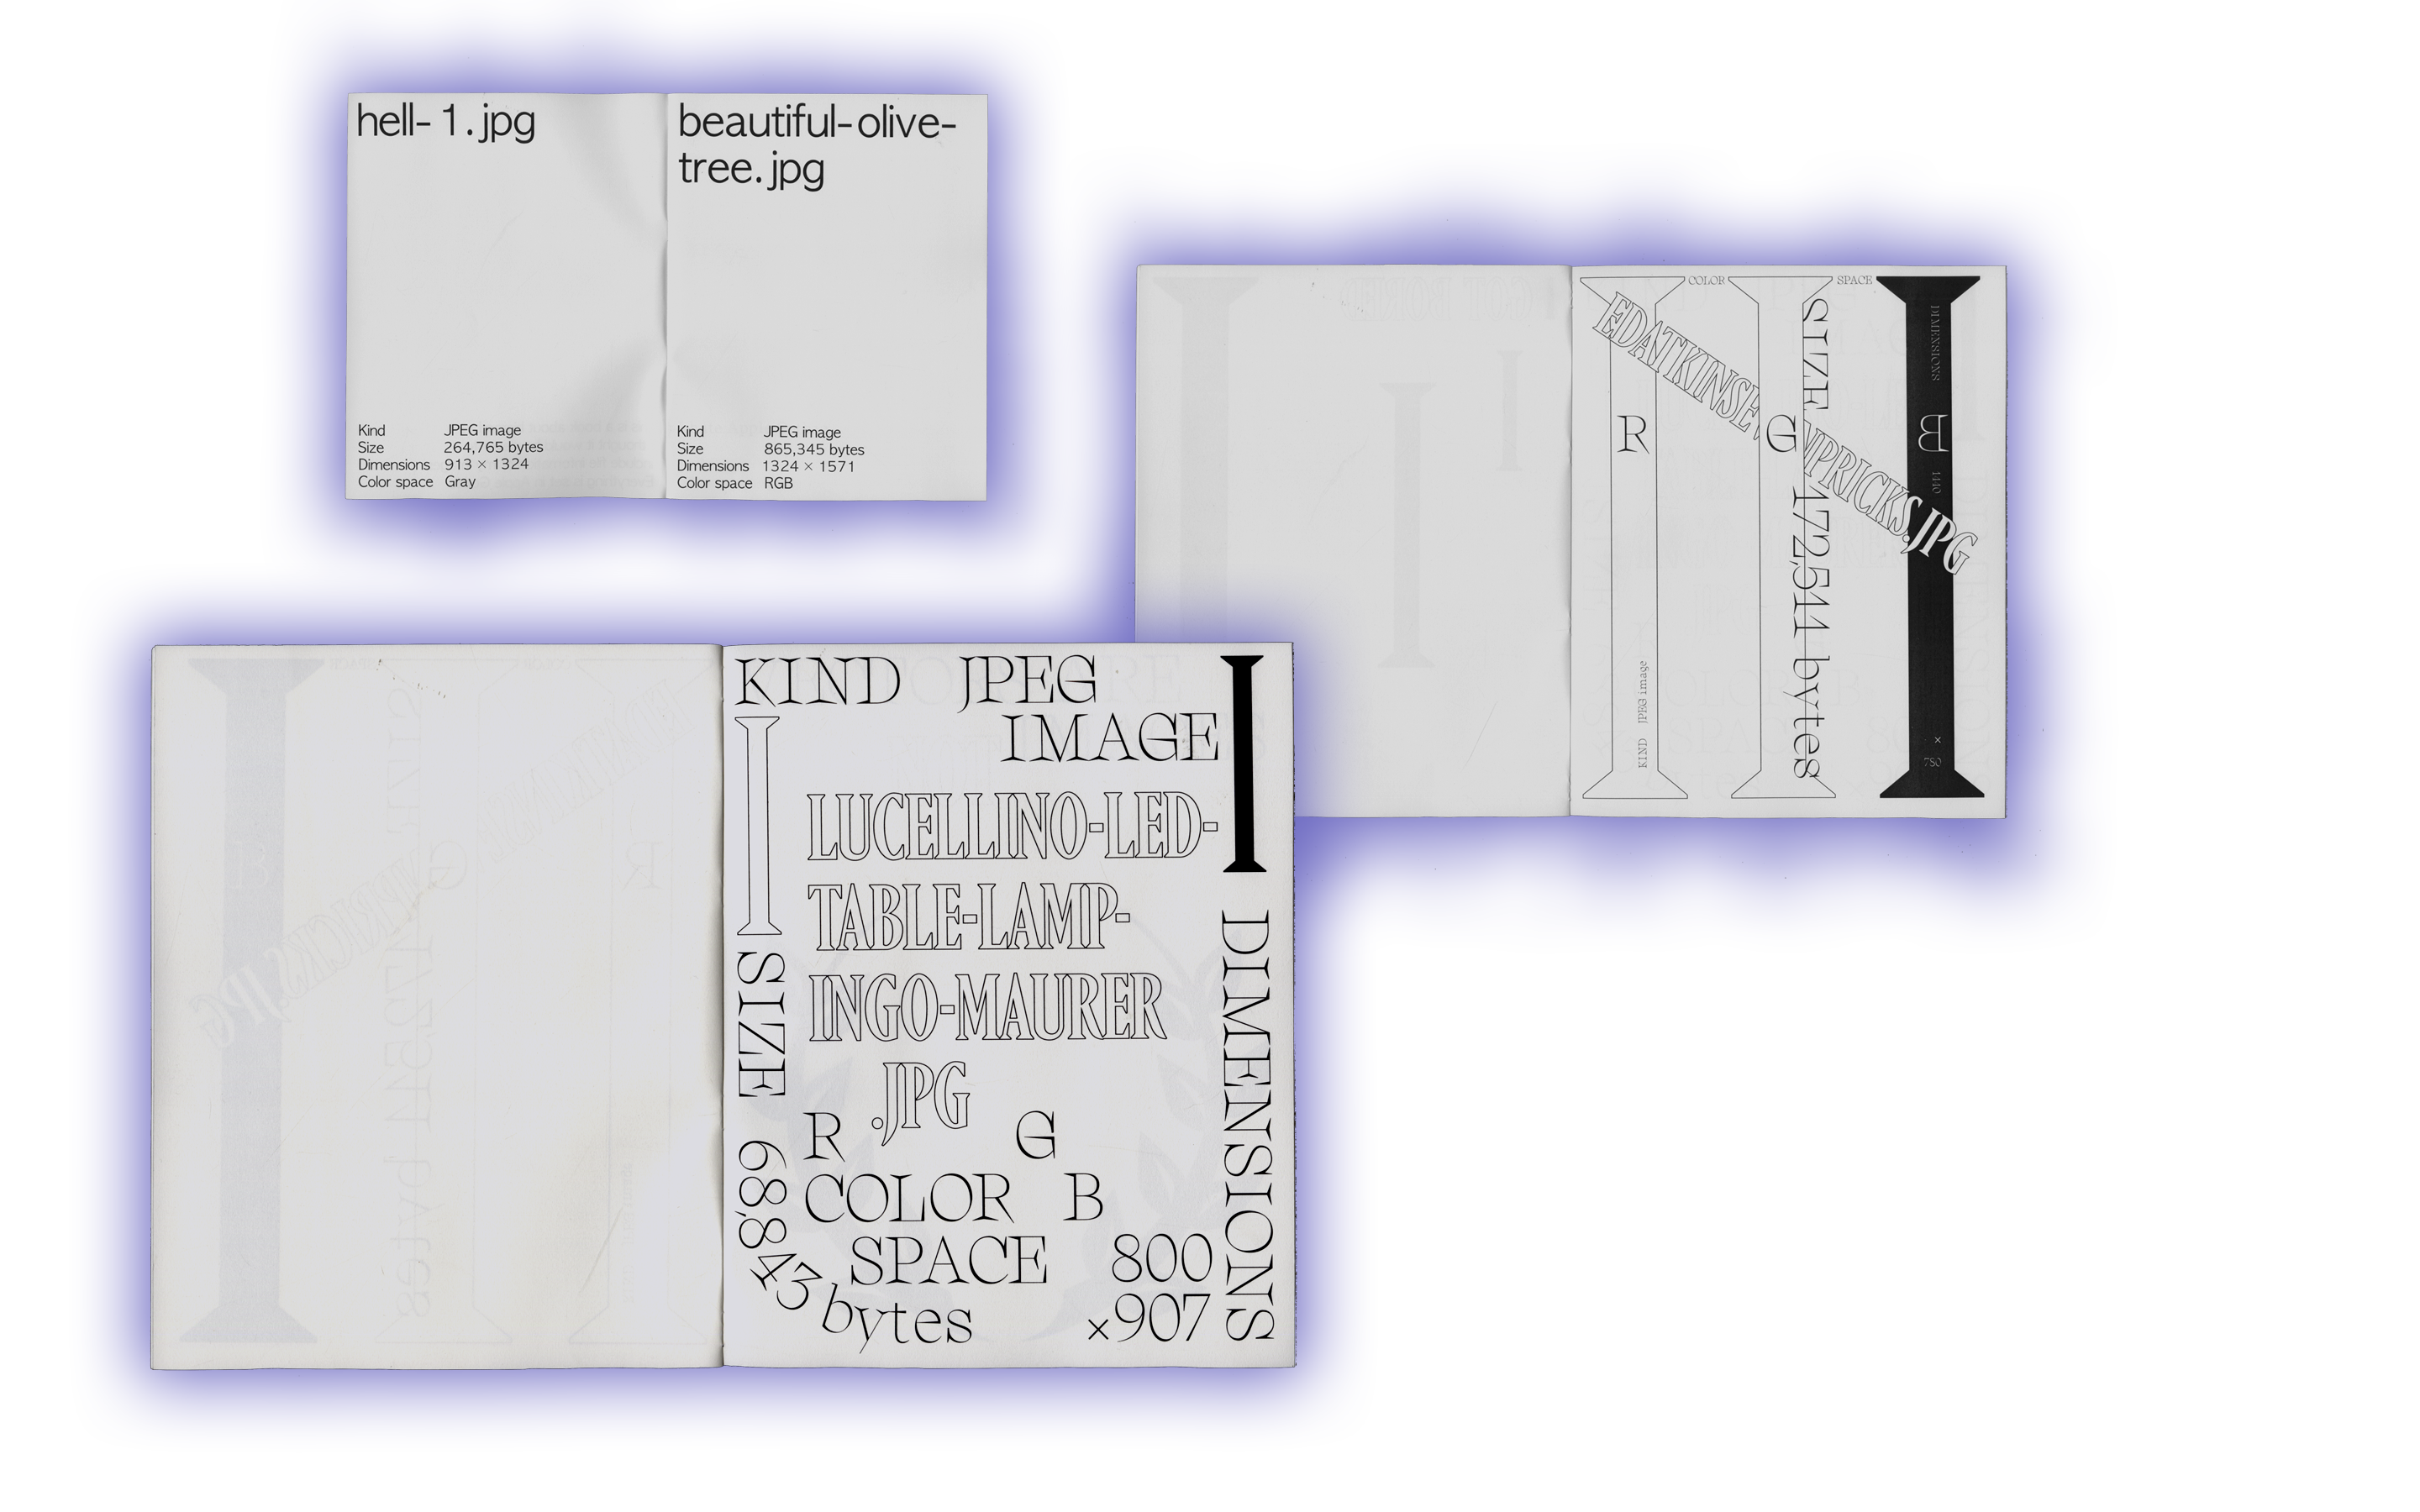 hell-1.jpg
Kind JPEG image
Size 264,765 bytes
Dimensions 913 × 1324
Color space Gray
beautiful-olive-
tree.jpg
Kind JPEG image
Size 865,345 bytes
Dimensions 1324 × 1571
Color space RGB
COLOR SPACE
R G B
SIZE 172,511 bytes
KIND JPEG image
DIMENSIONS
1140
×
780
PRICKS.JPG
KIND JPEG
IMAGE
LUCELLINO-LED-
TABLE-LAMP-
INGO-MAURER
.JPG
R G
COLOR B
SPACE
SIZE 68,843 bytes
DIMENSIONS
800
×907